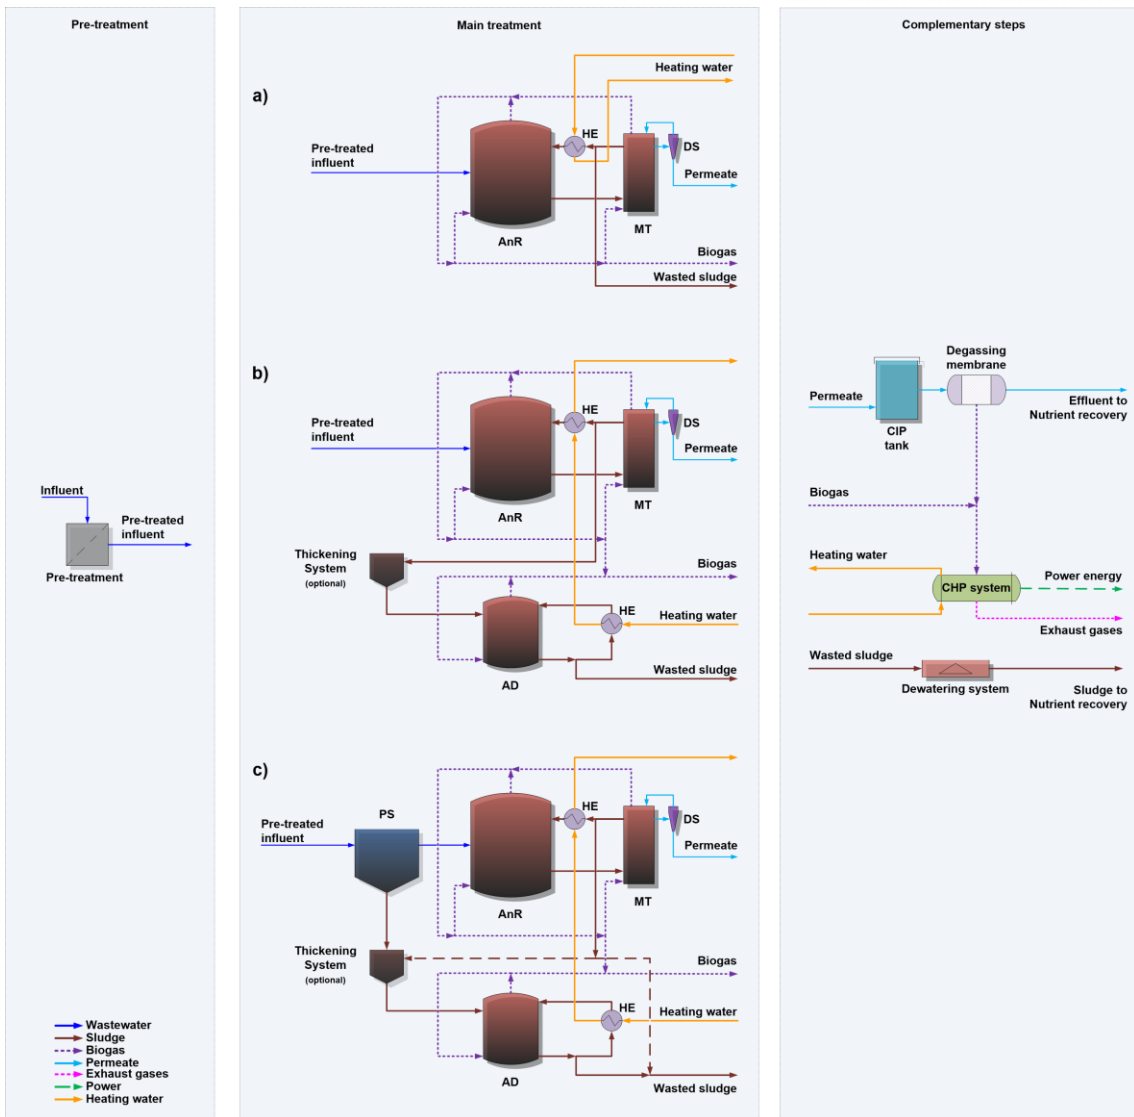 Pre-treatment
Influent
Pre-treated
influent
Pre-treatment
Wastewater
Sludge
Biogas
Permeate
Exhaust gases
Power
Heating water
Main treatment
a)
Heating water
Pre-treated
influent
HE
DS
Permeate
MT
AnR
Biogas
Wasted sludge
b)
Pre-treated
influent
HE
DS
Permeate
MT
AnR
Thickening
System
(optional)
Biogas
HE
Heating water
Wasted sludge
AD
c)
Pre-treated
influent
PS
HE
DS
Permeate
MT
AnR
Thickening
System
(optional)
Biogas
HE
Heating water
AD
Wasted sludge
Complementary steps
Degassing
membrane
Permeate
CIP
tank
Effluent to
Nutrient recovery
Biogas
Heating water
CHP system
Power energy
Exhaust gases
Wasted sludge
Dewatering system
Sludge to
Nutrient recovery